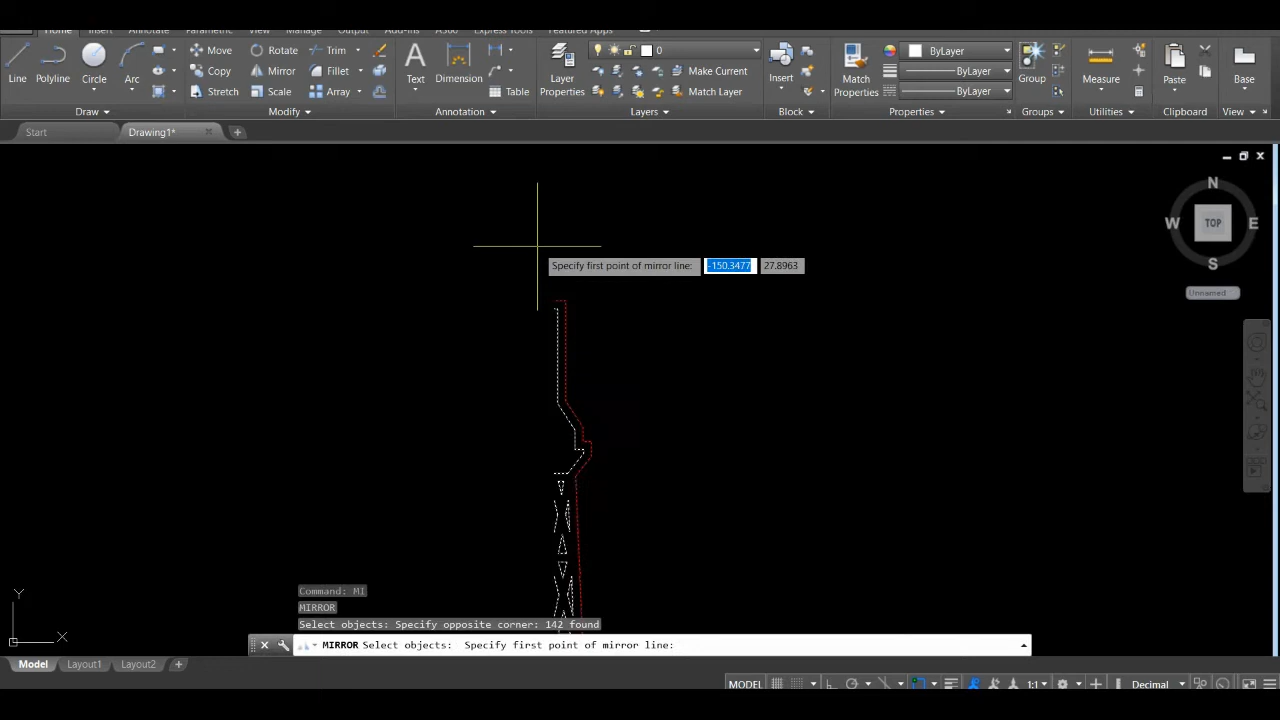 Home Insert Annotate Parametric View Manage Output Add-ins A360 Express Tools Featured Apps
Line Polyline Circle Arc
Move Rotate Trim
Copy Mirror Fillet
Stretch Scale Array
Text Dimension Table
Layer Properties
0
Make Current
Match Layer
Insert
Match Properties
ByLayer
ByLayer
ByLayer
Group Measure Paste Base
Draw Modify Annotation Layers Block Properties Groups Utilities Clipboard View
Start Drawing1*
N
W TOP E
S
Unnamed
Specify first point of mirror line: -150.3477 27.8963
Y
X
Command: MI
MIRROR
Select objects: Specify opposite corner: 142 found
MIRROR Select objects: Specify first point of mirror line:
Model Layout1 Layout2
MODEL 1:1 Decimal